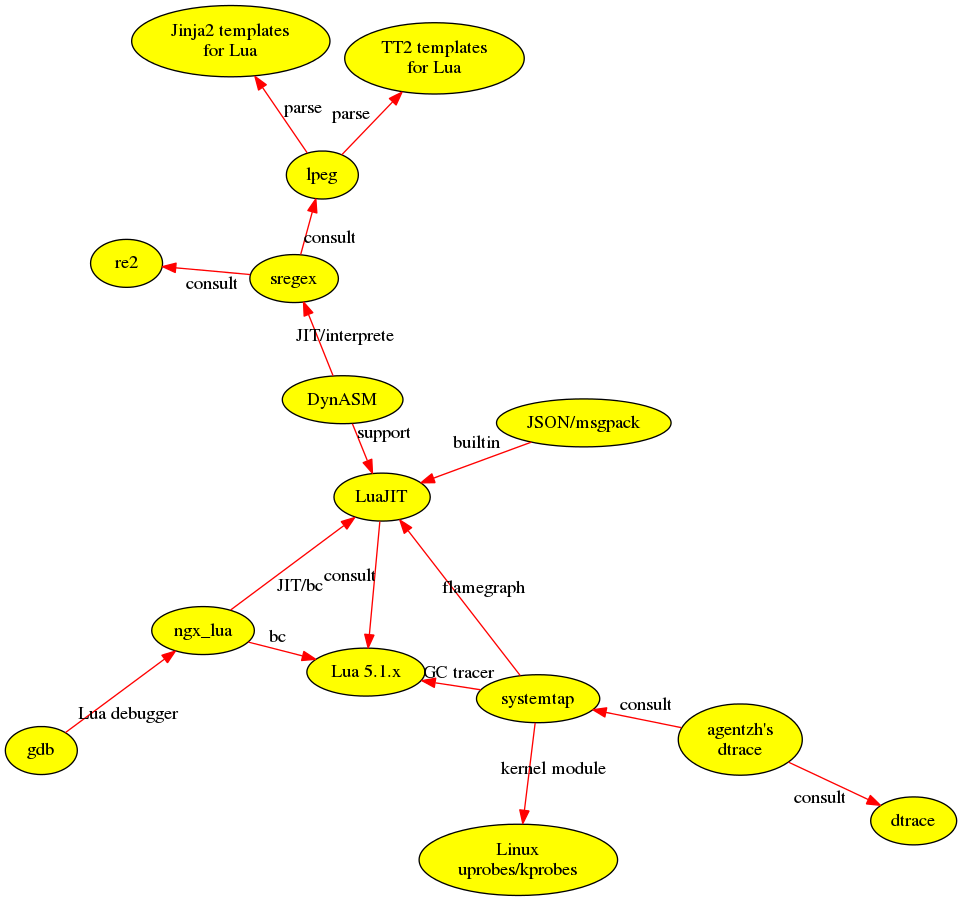 Jinja2 templates
for Lua
TT2 templates
for Lua
parse
parse
lpeg
consult
re2
sregex
consult
JIT/interprete
DynASM
JSON/msgpack
support
builtin
LuaJIT
consult
JIT/bc
flamegraph
ngx_lua
bc
Lua 5.1.x
GC tracer
systemtap
consult
agentzh's
dtrace
Lua debugger
gdb
kernel module
consult
dtrace
Linux
uprobes/kprobes